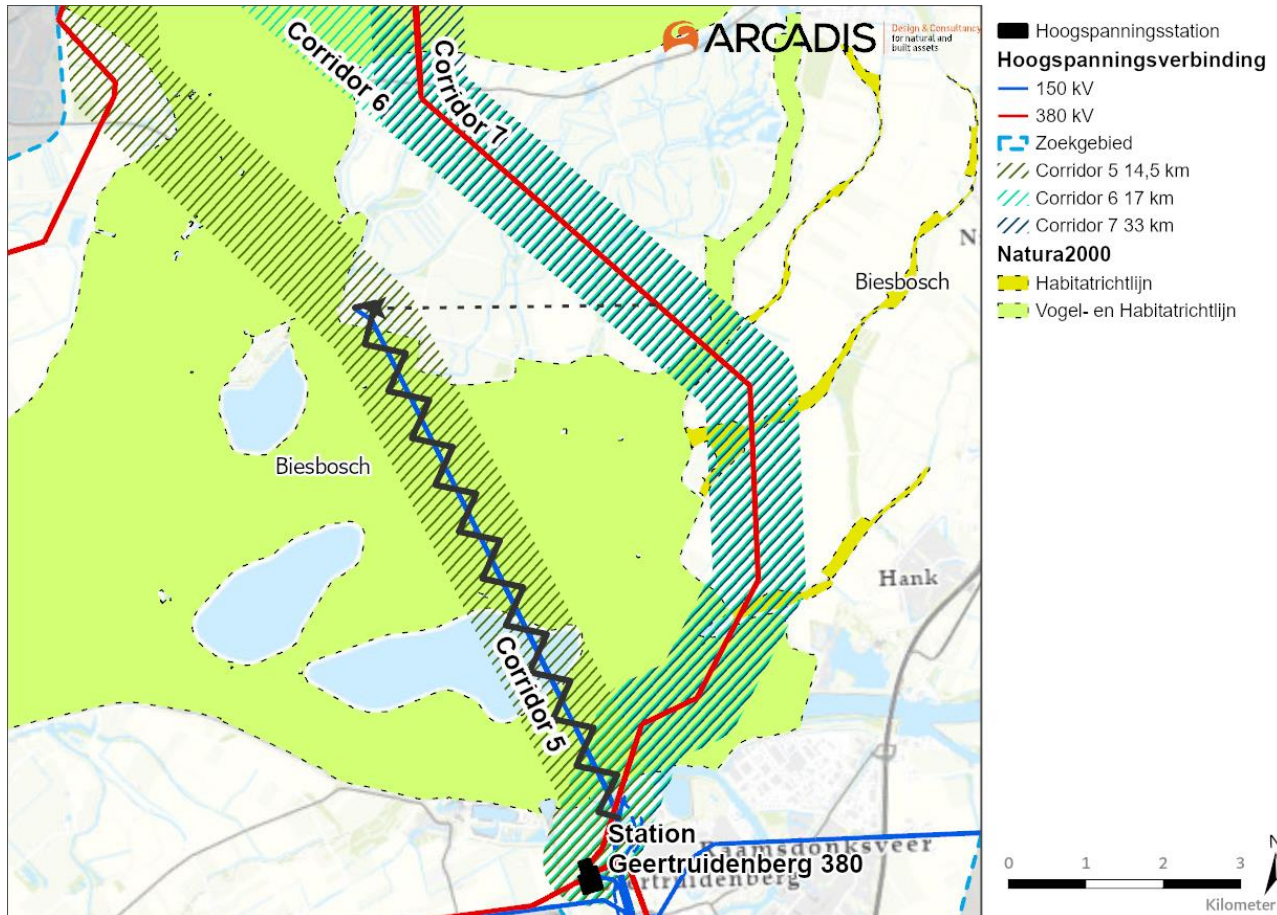 ARCADIS
Design & Consultancy
for natural and
built assets
Corridor 6
Corridor 7
Biesbosch
Biesbosch
Hank
Corridor 5
Station
Geertruidenberg 380
Hoogspanningsstation
Hoogspanningsverbinding
150 kV
380 kV
Zoekgebied
Corridor 5 14,5 km
Corridor 6 17 km
Corridor 7 33 km
Natura2000
Habitatrichtlijn
Vogel- en Habitatrichtlijn
N
0 1 2 3
Kilometer